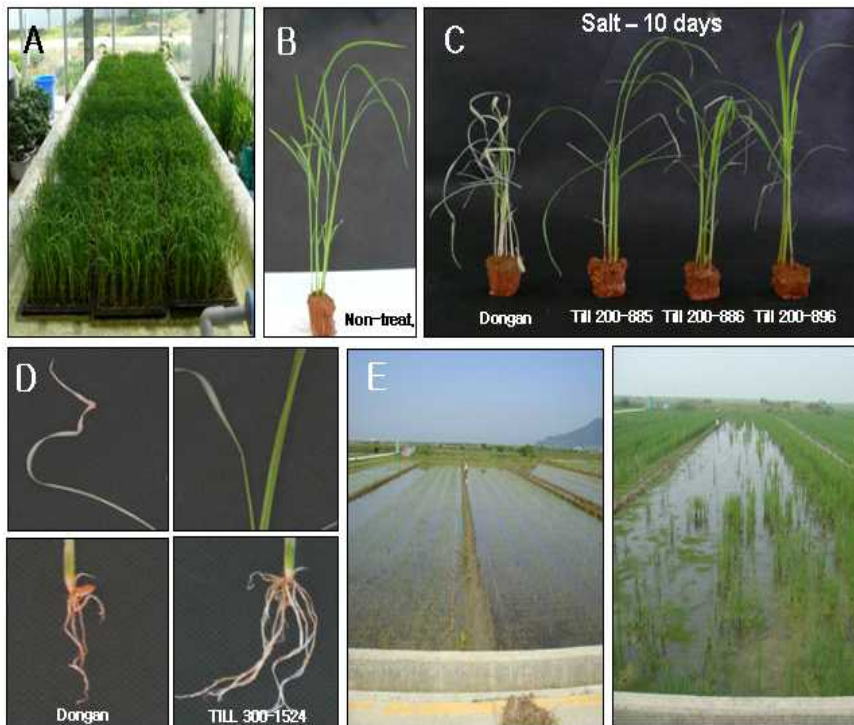 A
B
Non-treat.
C
Salt – 10 days
Dongan
Till 200-885
Till 200-886
Till 200-896
D
Dongan
TILL 300-1524
E